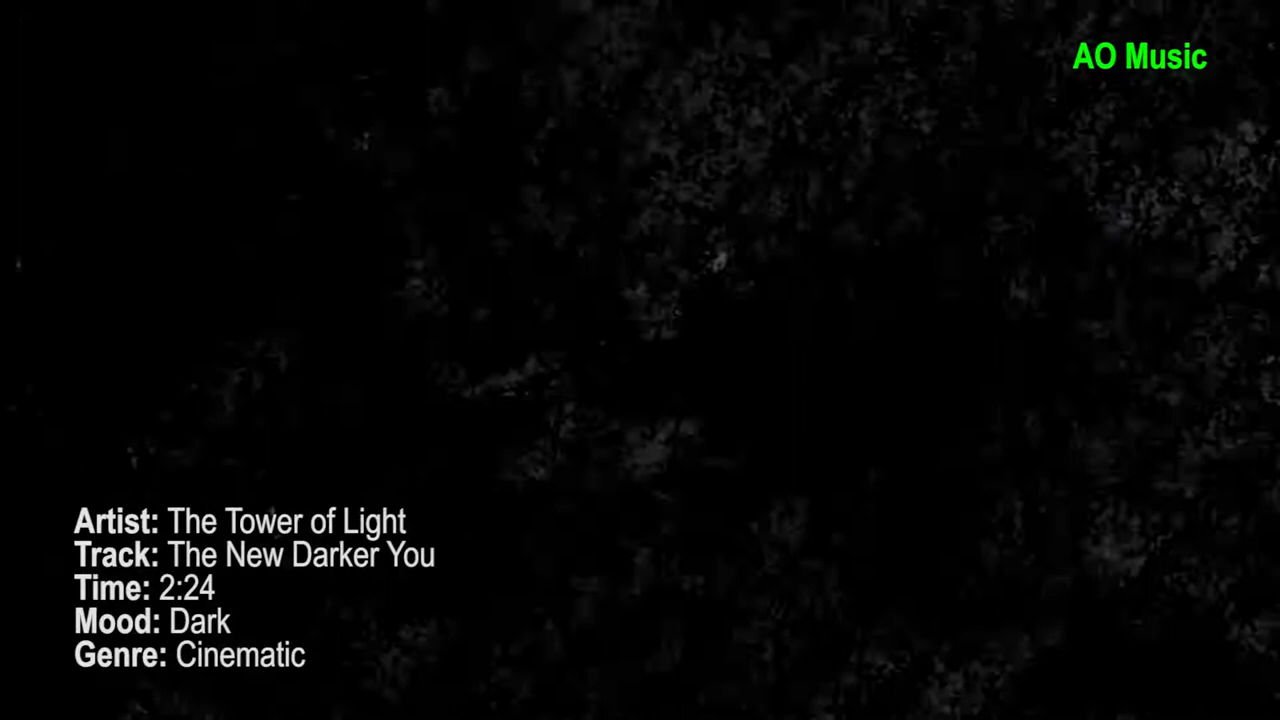 AO Music
Artist: The Tower of Light
Track: The New Darker You
Time: 2:24
Mood: Dark
Genre: Cinematic